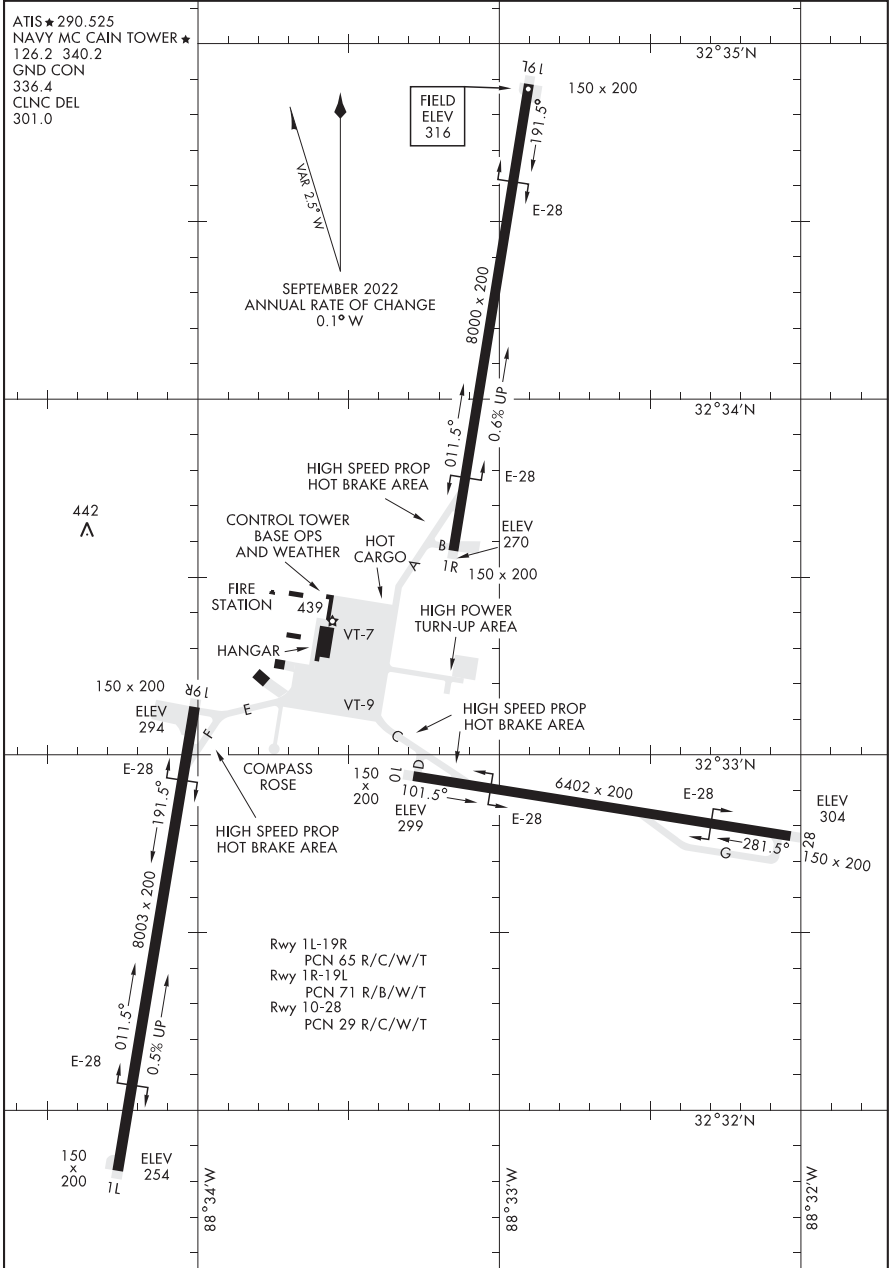 ATIS★290.525
NAVY MC CAIN TOWER★
126.2 340.2
GND CON
336.4
CLNC DEL
301.0
32°35'N
19L
150 x 200
FIELD
ELEV
316
191.5°
E-28
VAR 2.5° W
SEPTEMBER 2022
ANNUAL RATE OF CHANGE
0.1° W
8000 x 200
32°34'N
0.6% UP
011.5°
E-28
HIGH SPEED PROP
HOT BRAKE AREA
442
CONTROL TOWER
BASE OPS
AND WEATHER
HOT
CARGO
A
B
1R
ELEV
270
150 x 200
FIRE
STATION
439
HIGH POWER
TURN-UP AREA
VT-7
HANGAR
150 x 200
19R
VT-9
ELEV
294
E
F
C
D
HIGH SPEED PROP
HOT BRAKE AREA
32°33'N
E-28
COMPASS
ROSE
150
x
200
10
101.5°
ELEV
299
E-28
6402 x 200
E-28
ELEV
304
191.5°
HIGH SPEED PROP
HOT BRAKE AREA
281.5°
28
G
150 x 200
8003 x 200
Rwy 1L-19R
PCN 65 R/C/W/T
Rwy 1R-19L
PCN 71 R/B/W/T
Rwy 10-28
PCN 29 R/C/W/T
011.5°
0.5% UP
E-28
32°32'N
150
x
200
ELEV
254
1L
88°34'W
88°33'W
88°32'W